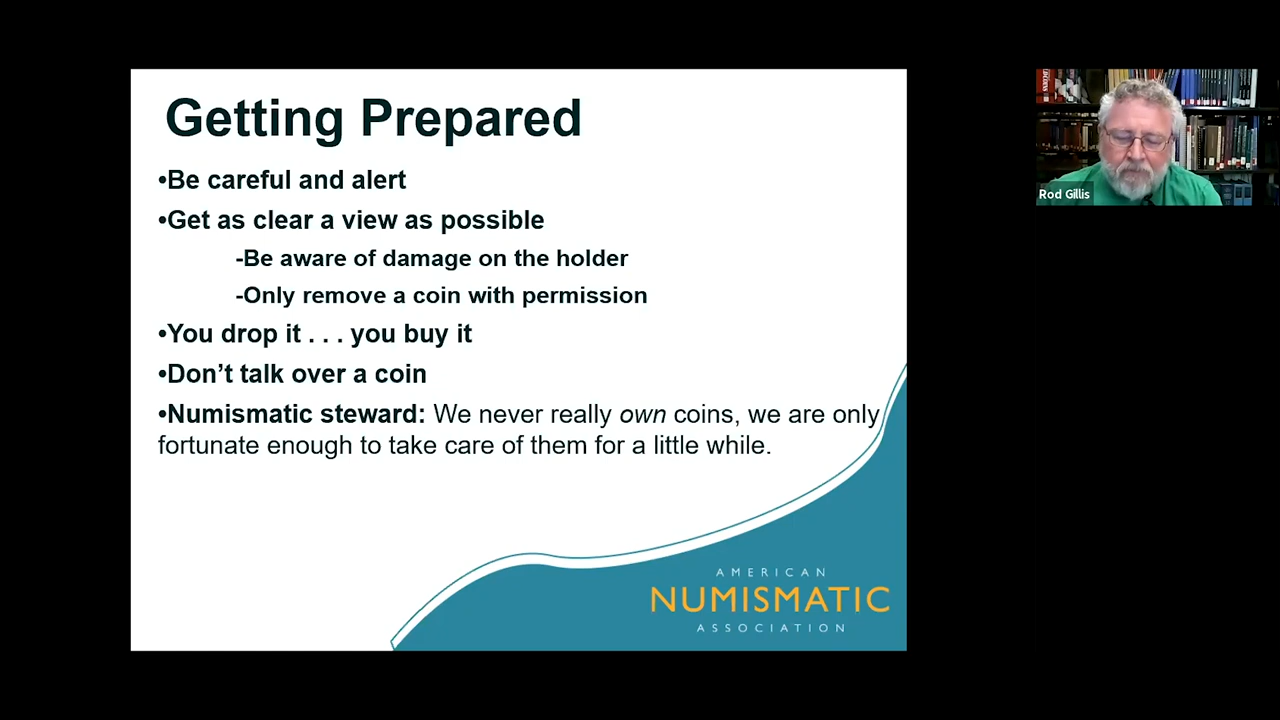 Getting Prepared
•Be careful and alert
•Get as clear a view as possible
-Be aware of damage on the holder
-Only remove a coin with permission
•You drop it . . . you buy it
•Don’t talk over a coin
•Numismatic steward: We never really own coins, we are only
fortunate enough to take care of them for a little while.
AMERICAN
NUMISMATIC
ASSOCIATION
Rod Gillis